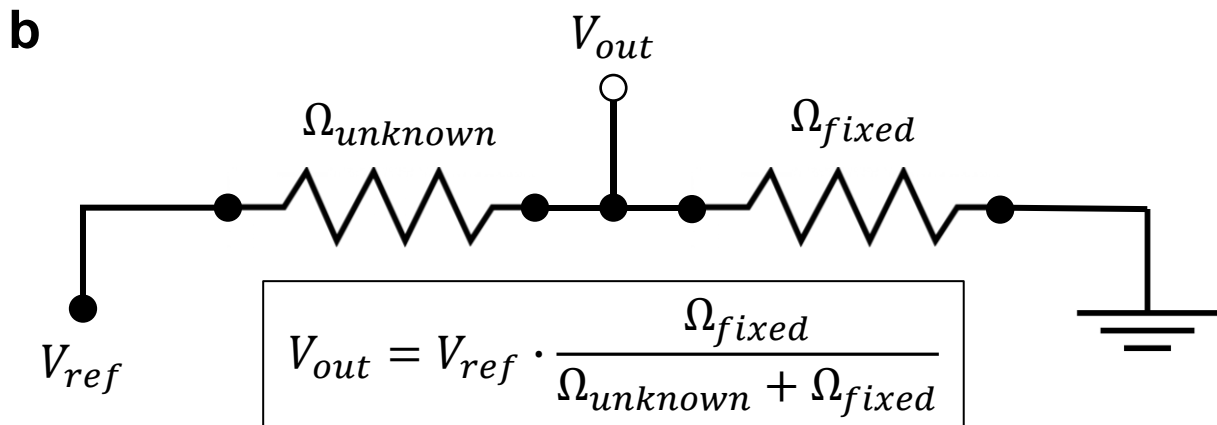 b
V_out
Ω_unknown
Ω_fixed
V_ref
V_out = V_ref · Ω_fixed / (Ω_unknown + Ω_fixed)